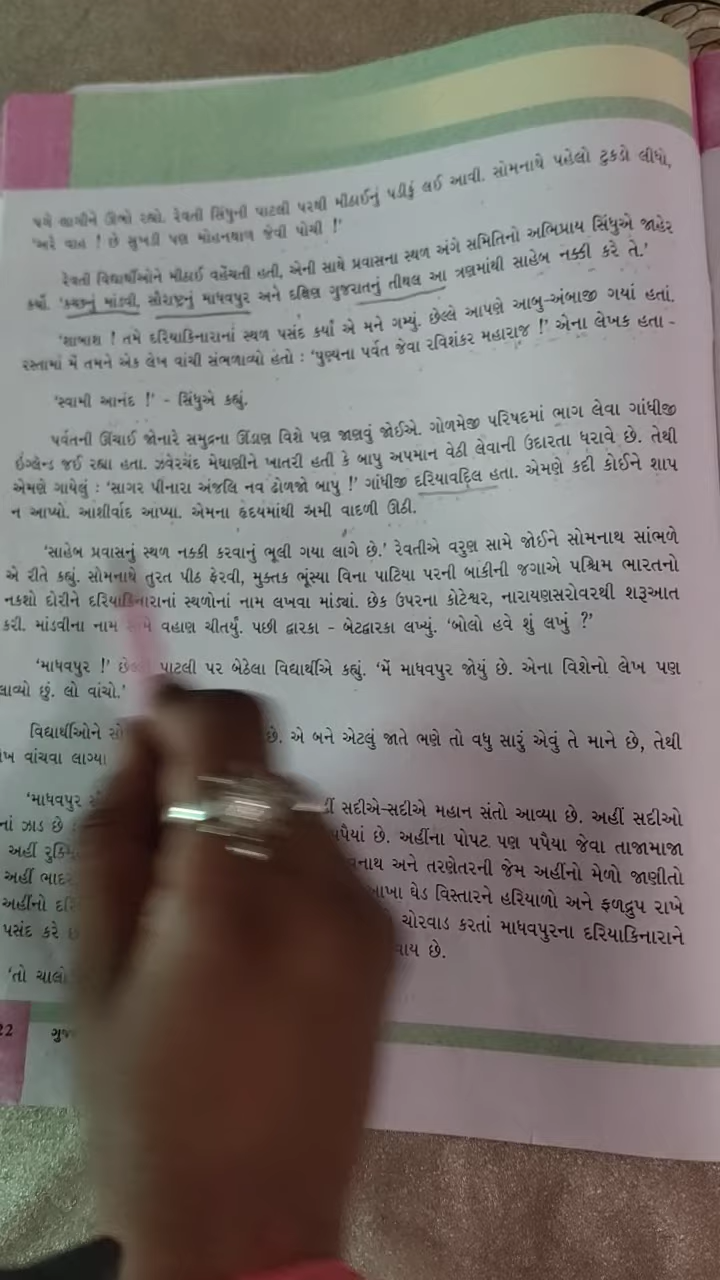 પગે લાગીને ઊભો રહ્યો. રેવતી સિંધુની પાટલી પરથી મીઠાઈનું પડીકું લઈ આવી. સોમનાથે પહેલો ટુકડો લીધો,
'અરે વાહ ! છે સુખડી પણ મોહનથાળ જેવી પોચી !'
રેવતી વિદ્યાર્થીઓને મીઠાઈ વહેંચતી હતી, એની સાથે પ્રવાસના સ્થળ અંગે સમિતિનો અભિપ્રાય સિંધુએ જાહેર
કર્યો. 'કચ્છનું માંડવી, સૌરાષ્ટ્રનું માધવપુર અને દક્ષિણ ગુજરાતનું તીથલ આ ત્રણમાંથી સાહેબ નક્કી કરે તે.'
'શાબાશ ! તમે દરિયાકિનારાનાં સ્થળ પસંદ કર્યાં એ મને ગમ્યું. છેલ્લે આપણે આબુ-અંબાજી ગયાં હતાં.
રસ્તામાં મેં તમને એક લેખ વાંચી સંભળાવ્યો હતો : 'પુણ્યના પર્વત જેવા રવિશંકર મહારાજ !' એના લેખક હતા -
'સ્વામી આનંદ !' - સિંધુએ કહ્યું.
પર્વતની ઊંચાઈ જોનારે સમુદ્રના ઊંડાણ વિશે પણ જાણવું જોઈએ. ગોળમેજી પરિષદમાં ભાગ લેવા ગાંધીજી
ઇંગ્લૅન્ડ જઈ રહ્યા હતા. ઝવેરચંદ મેઘાણીને ખાતરી હતી કે બાપુ અપમાન વેઠી લેવાની ઉદારતા ધરાવે છે. તેથી
એમણે ગાયેલું : 'સાગર પીનારા અંજલિ નવ ઢોળજો બાપુ !' ગાંધીજી દરિયાવદિલ હતા. એમણે કદી કોઈને શાપ
ન આપ્યો. આશીર્વાદ આપ્યા. એમના હૃદયમાંથી અમી વાદળી ઊઠી.
'સાહેબ પ્રવાસનું સ્થળ નક્કી કરવાનું ભૂલી ગયા લાગે છે.' રેવતીએ વરુણ સામે જોઈને સોમનાથ સાંભળે
એ રીતે કહ્યું. સોમનાથે તુરત પીઠ ફેરવી, મુક્તક ભૂંસ્યા વિના પાટિયા પરની બાકીની જગાએ પશ્ચિમ ભારતનો
નકશો દોરીને દરિયાકિનારાનાં સ્થળોનાં નામ લખવા માંડ્યાં. છેક ઉપરના કોટેશ્વર, નારાયણસરોવરથી શરૂઆત
કરી. માંડવીના નામ સામે વહાણ ચીતર્યું. પછી દ્વારકા - બેટદ્વારકા લખ્યું. 'બોલો હવે શું લખું ?'
'માધવપુર !' પાટલી પર બેઠેલા વિદ્યાર્થીએ કહ્યું. 'મેં માધવપુર જોયું છે. એના વિશેનો લેખ પણ
લાવ્યો છું. લો વાંચો.'
વિદ્યાર્થીઓને છે. એ બને એટલું જાતે ભણે તો વધુ સારું એવું તે માને છે, તેથી
વાંચવા લાગ્યા
'માધવપુર સદીએ-સદીએ મહાન સંતો આવ્યા છે. અહીં સદીઓ
નાં ઝાડ છે પપૈયાં છે. અહીંના પોપટ પણ પપૈયા જેવા તાજામાજા
અહીં અને તરણેતરની જેમ અહીંનો મેળો જાણીતો
અહીં આખા ઘેડ વિસ્તારને હરિયાળો અને ફળદ્રુપ રાખે
અહીંનો ચોરવાડ કરતાં માધવપુરના દરિયાકિનારાને
પસંદ કરે છે.
'તો ચાલો